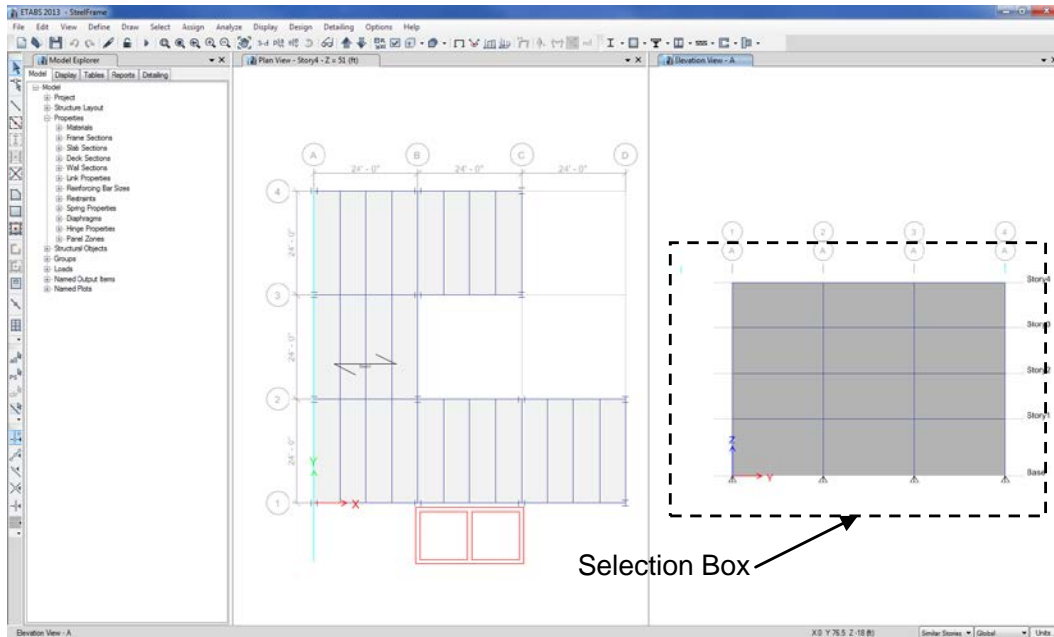 ETABS 2013 - SteelFrame
File Edit View Define Draw Select Assign Analyze Display Design Detailing Options Help
Model Explorer
Model Display Tables Reports Detailing
Model
Project
Structure Layout
Properties
Materials
Frame Sections
Slab Sections
Deck Sections
Wall Sections
Link Properties
Reinforcing Bar Sizes
Restraints
Spring Properties
Diaphragms
Hinge Properties
Panel Zones
Structural Objects
Groups
Loads
Named Output Items
Named Plots
Plan View - Story4 - Z = 51 (ft)
A B C D
24' - 0" 24' - 0" 24' - 0"
4
24' - 0"
3
24' - 0"
2
24' - 0"
Y
1
X
Elevation View - A
1 2 3 4
A A A A
Story4
Story3
Story2
Story1
Z
Base
Y
Selection Box
Elevation View - A
X 0 Y 76.5 Z -18 (ft)
Similar Stories Global Units